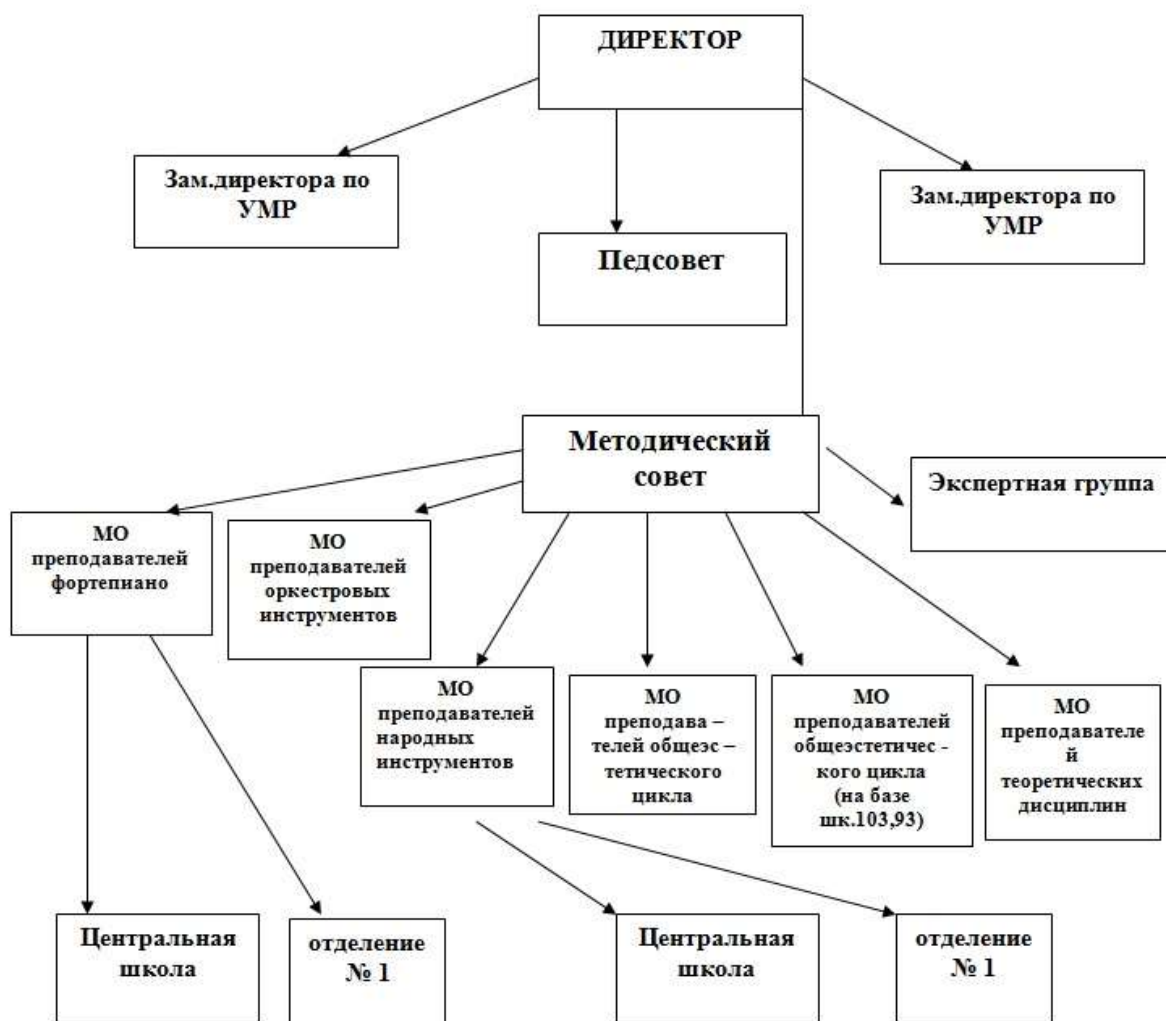 ДИРЕКТОР
Зам.директора по
УМР
Педсовет
Зам.директора по
УМР
Методический
совет
Экспертная группа
МО
преподавателей
фортепиано
МО
преподавателей
оркестровых
инструментов
МО
преподавателей
народных
инструментов
МО
преподава –
телей общеэс –
тетического
цикла
МО
преподавателей
общеэстетичес -
кого цикла
(на базе
шк.103,93)
МО
преподавателе
й
теоретических
дисциплин
Центральная
школа
отделение
№ 1
Центральная
школа
отделение
№ 1